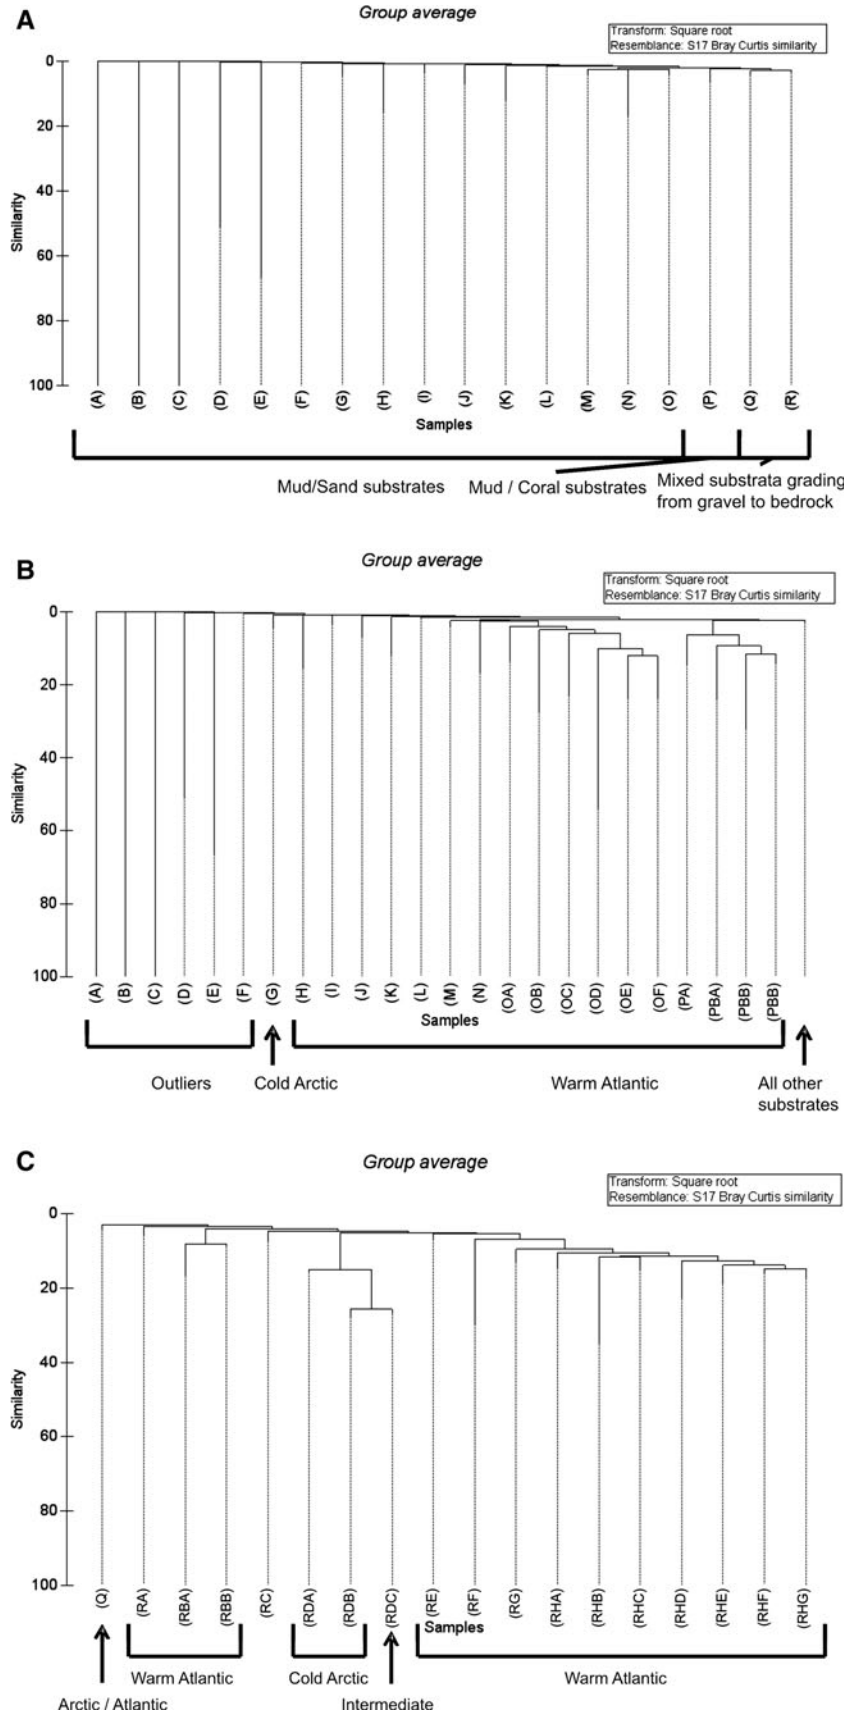 A
Group average
Transform: Square root
Resemblance: S17 Bray Curtis similarity
0
20
40
60
80
100
Similarity
(A) (B) (C) (D) (E) (F) (G) (H) (I) (J) (K) (L) (M) (N) (O) (P) (Q) (R)
Samples
Mud/Sand substrates
Mud / Coral substrates
Mixed substrata grading
from gravel to bedrock
B
Group average
Transform: Square root
Resemblance: S17 Bray Curtis similarity
0
20
40
60
80
100
Similarity
(A) (B) (C) (D) (E) (F) (G) (H) (I) (J) (K) (L) (M) (N) (OA) (OB) (OC) (OD) (OE) (OF) (PA) (PBA) (PBB) (PBB)
Samples
Outliers
Cold Arctic
Warm Atlantic
All other
substrates
C
Group average
Transform: Square root
Resemblance: S17 Bray Curtis similarity
0
20
40
60
80
100
Similarity
(Q) (RA) (RBA) (RBB) (RC) (RDA) (RDB) (RDC) (RE) (RF) (RG) (RHA) (RHB) (RHC) (RHD) (RHE) (RHF) (RHG)
Samples
Warm Atlantic
Cold Arctic
Warm Atlantic
Arctic / Atlantic
Intermediate